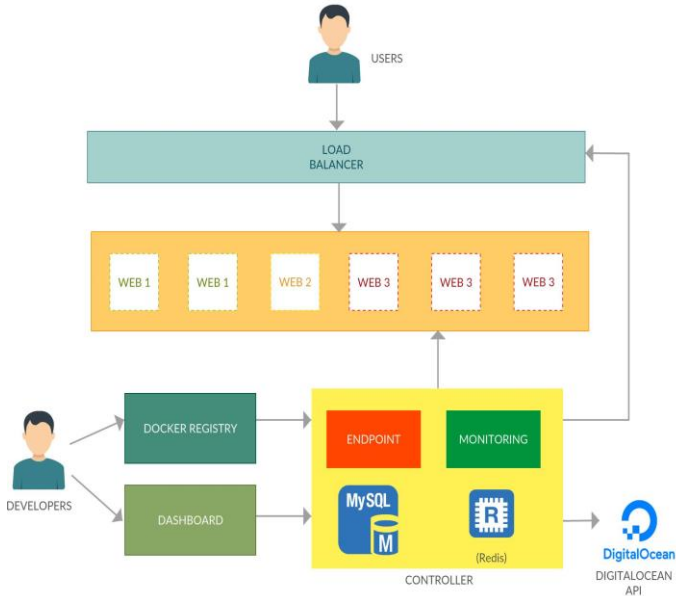 USERS
LOAD
BALANCER
WEB 1
WEB 1
WEB 2
WEB 3
WEB 3
WEB 3
DOCKER REGISTRY
ENDPOINT
MONITORING
DEVELOPERS
DASHBOARD
MySQL
M
R
(Redis)
CONTROLLER
DigitalOcean
DIGITALOCEAN
API